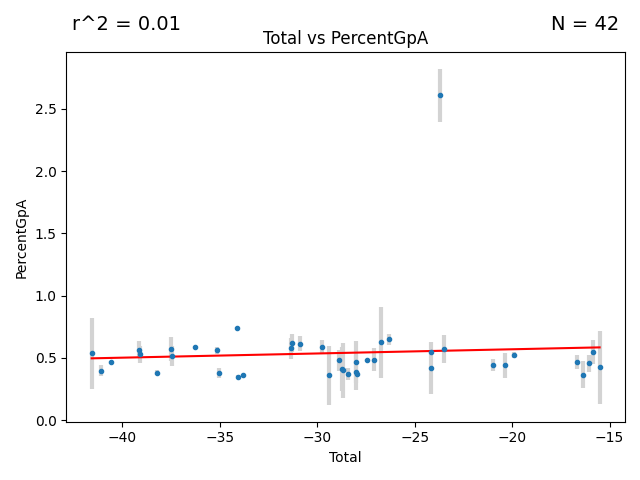 r^2 = 0.01
N = 42
Total vs PercentGpA
PercentGpA
2.5
2.0
1.5
1.0
0.5
0.0
−40
−35
−30
−25
−20
−15
Total